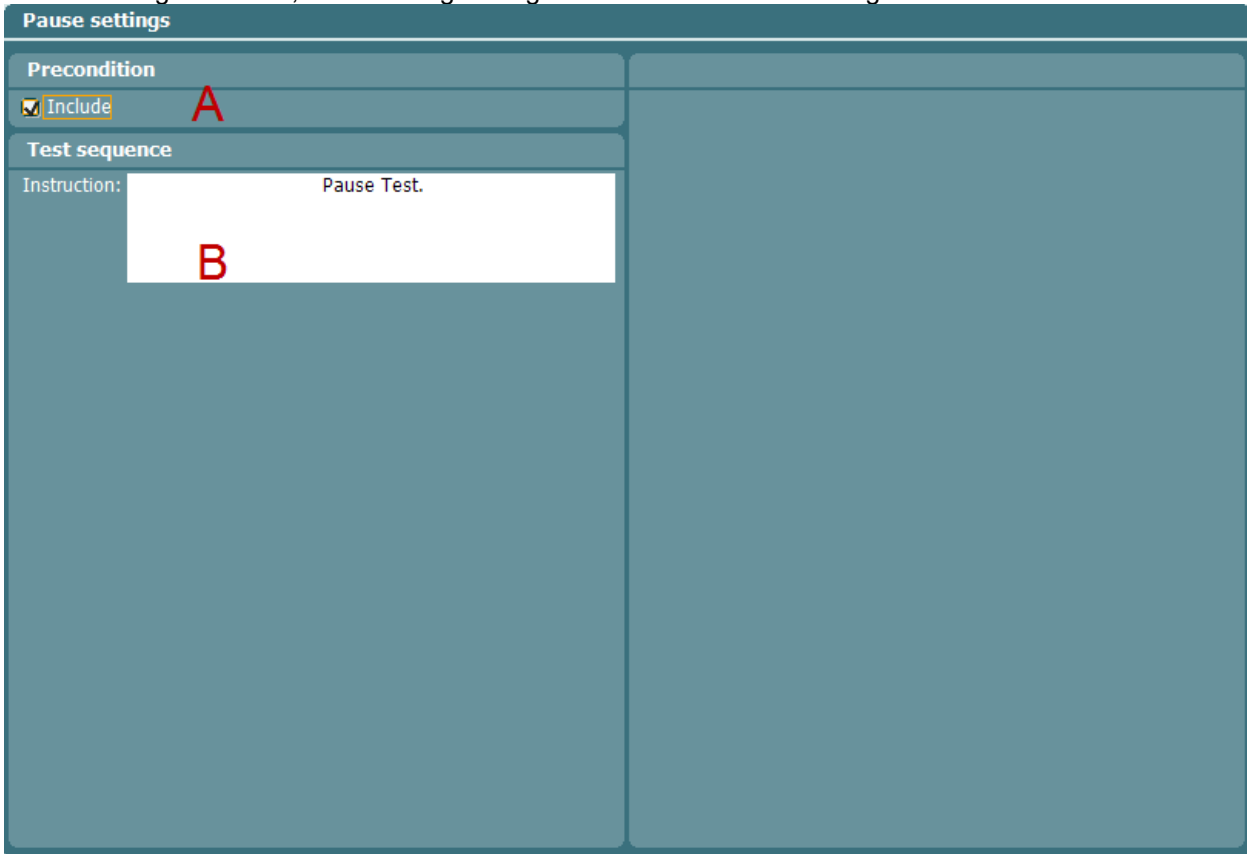 Pause settings
Precondition
Include
A
Test sequence
Instruction: Pause Test.
B